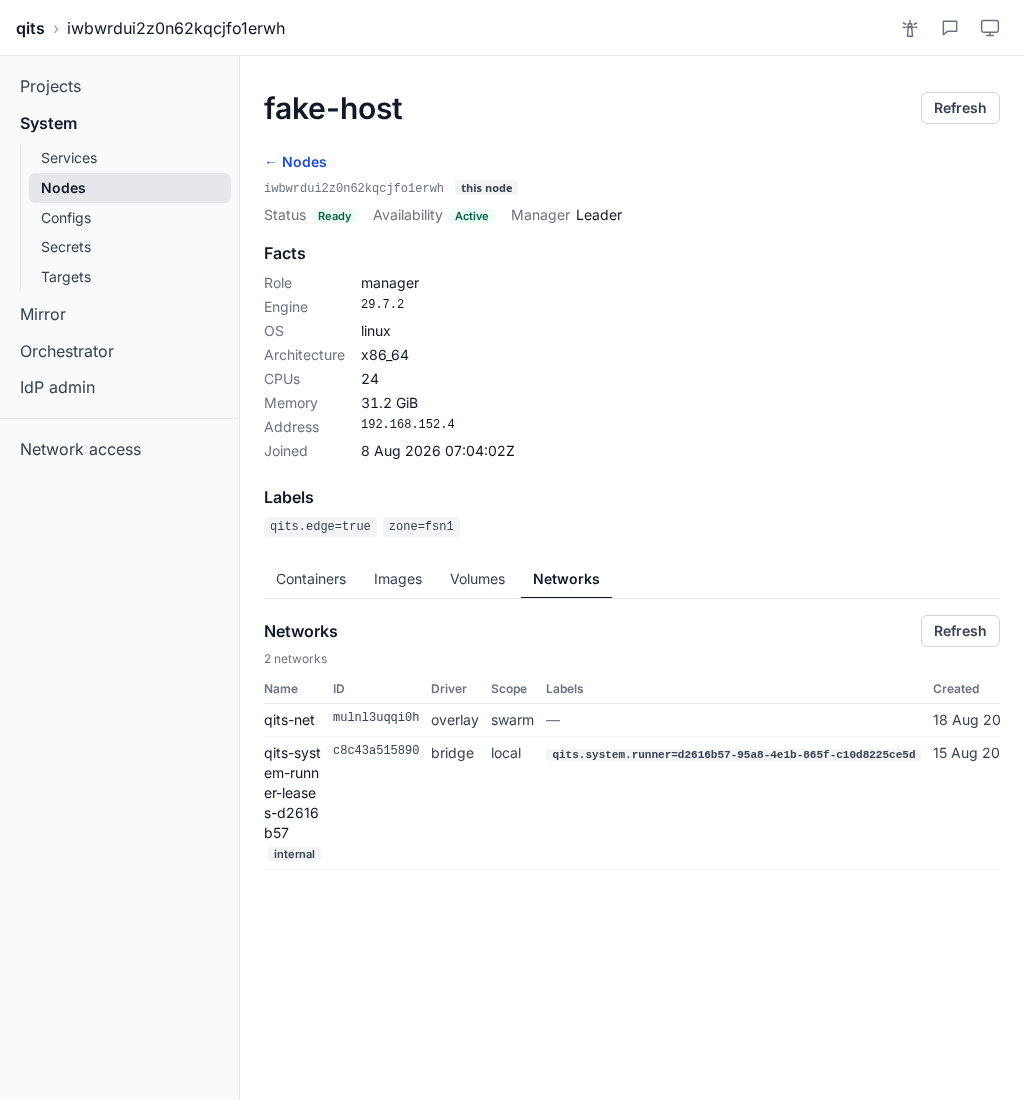 qits › iwbwrdui2z0n62kqcjfo1erwh
Projects
System
Services
Nodes
Configs
Secrets
Targets
Mirror
Orchestrator
IdP admin
Network access
fake-host
Refresh
← Nodes
iwbwrdui2z0n62kqcjfo1erwh this node
Status Ready Availability Active Manager Leader
Facts
Role manager
Engine 29.7.2
OS linux
Architecture x86_64
CPUs 24
Memory 31.2 GiB
Address 192.168.152.4
Joined 8 Aug 2026 07:04:02Z
Labels
qits.edge=true zone=fsn1
Containers Images Volumes Networks
Networks
Refresh
2 networks
Name ID Driver Scope Labels Created
qits-net mulnl3uqqi0h overlay swarm — 18 Aug 20
qits-syst c8c43a515890 bridge local qits.system.runner=d2616b57-95a8-4e1b-865f-c10d8225ce5d 15 Aug 20
em-runn
er-lease
s-d2616
b57
internal